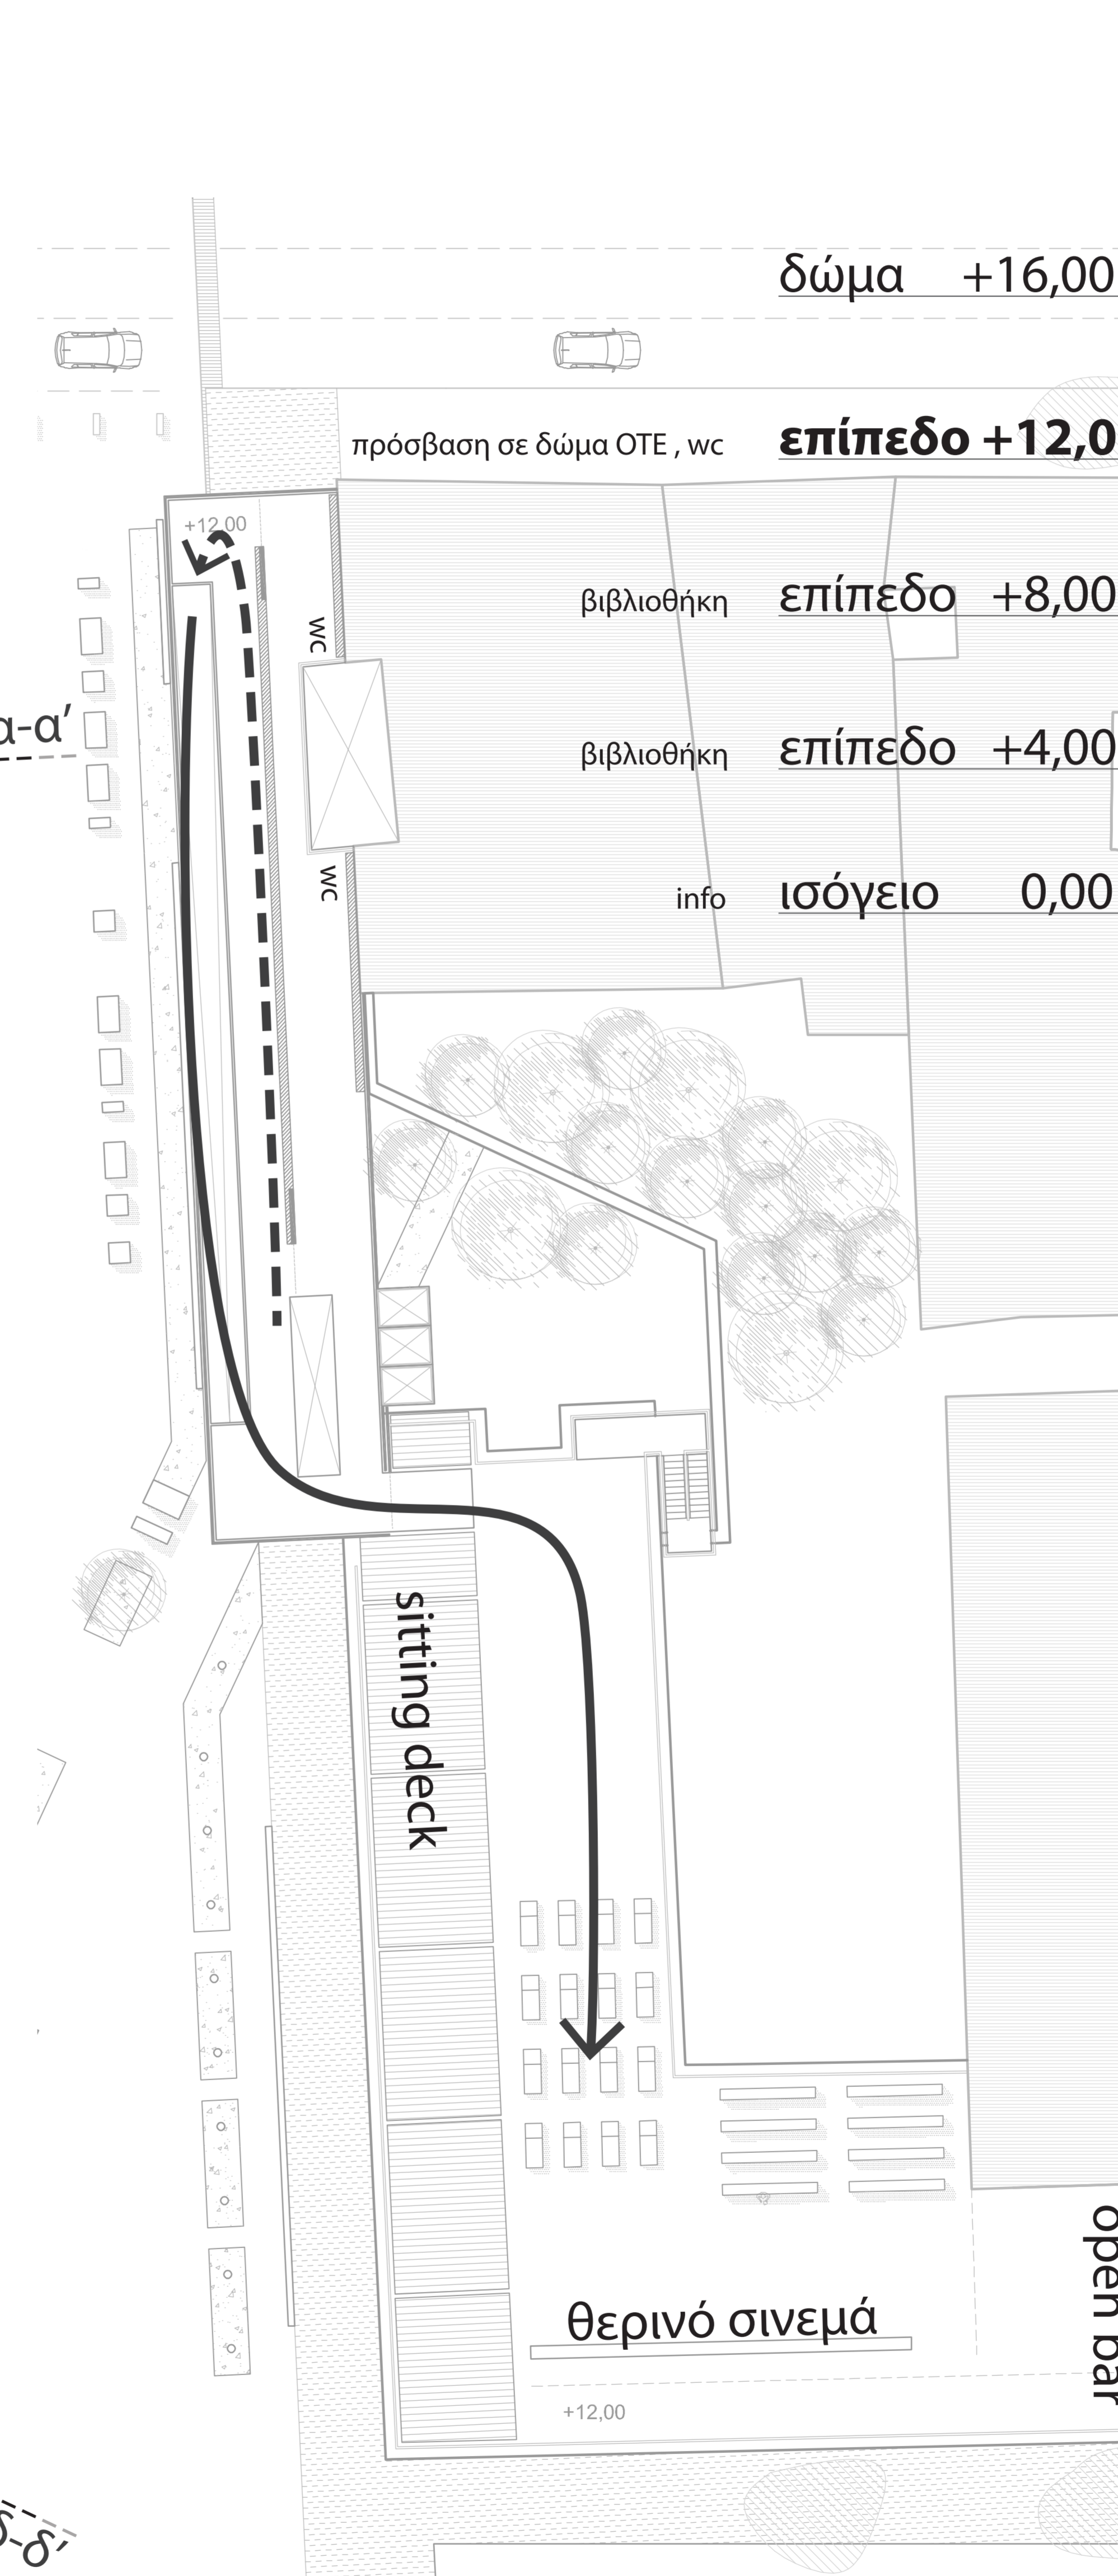 δώμα +16,00
πρόσβαση σε δώμα ΟΤΕ , wc επίπεδο +12,0
+12,00
βιβλιοθήκη επίπεδο +8,00
wc
α-α’
βιβλιοθήκη επίπεδο +4,00
wc
info ισόγειο 0,00
sitting deck
open bar
θερινό σινεμά
+12,00
δ-δ’